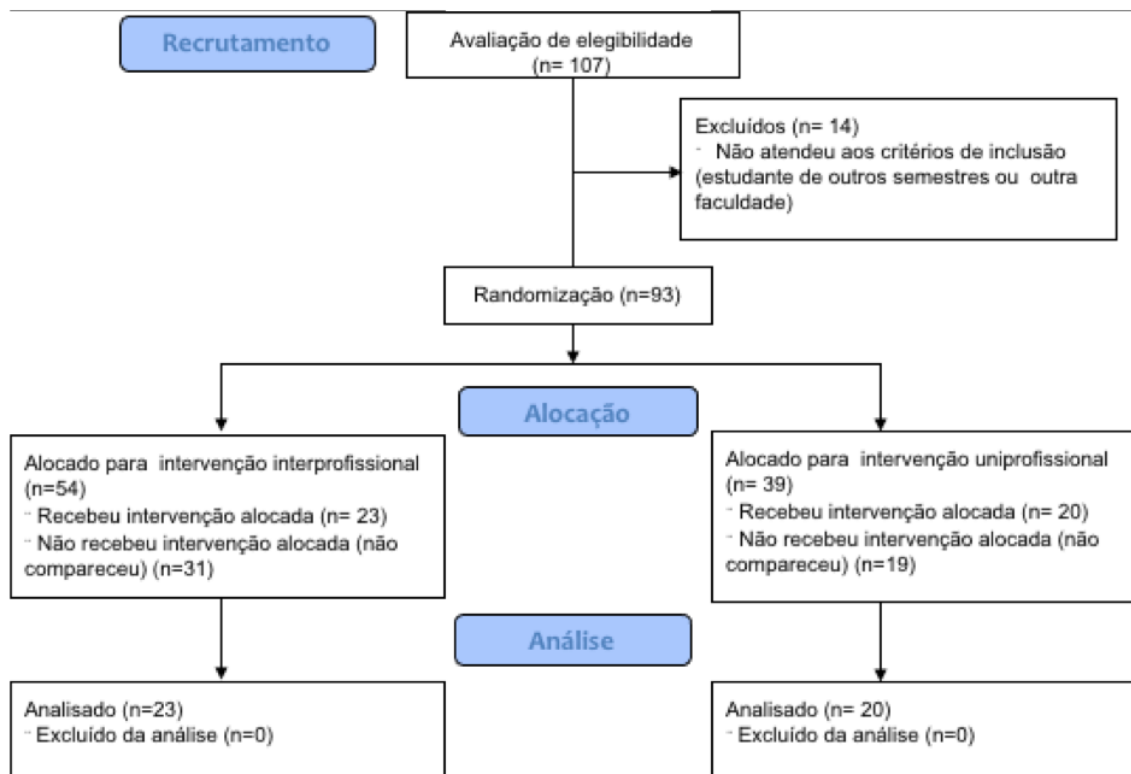 Recrutamento
Avaliação de elegibilidade
(n= 107)
Excluídos (n= 14)
- Não atendeu aos critérios de inclusão
(estudante de outros semestres ou outra
faculdade)
Randomização (n=93)
Alocação
Alocado para intervenção interprofissional
(n=54)
- Recebeu intervenção alocada (n= 23)
- Não recebeu intervenção alocada (não
compareceu) (n=31)
Alocado para intervenção uniprofissional
(n= 39)
- Recebeu intervenção alocada (n= 20)
- Não recebeu intervenção alocada (não
compareceu) (n=19)
Análise
Analisado (n=23)
- Excluído da análise (n=0)
Analisado (n= 20)
- Excluído da análise (n=0)